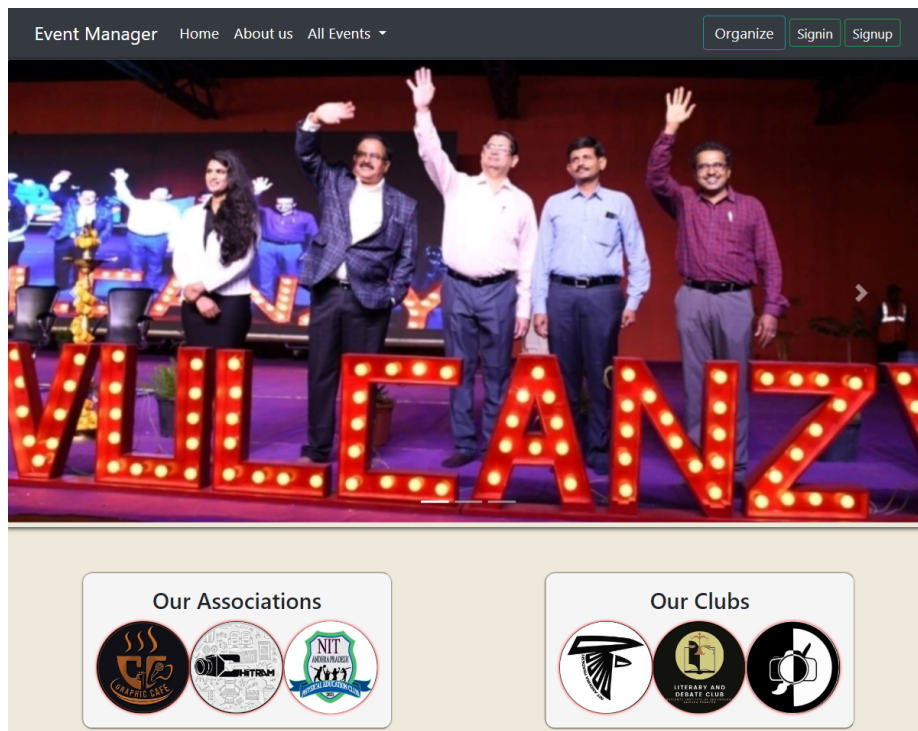 Event Manager Home About us All Events Organize Signin Signup
VULCANZY
Our Associations
Our Clubs
GRAPHIC CAFE
CHITRAM
NIT
ANDHRA PRADESH
PHYSICAL EDUCATION CLUB
2021
LITERARY AND
DEBATE CLUB